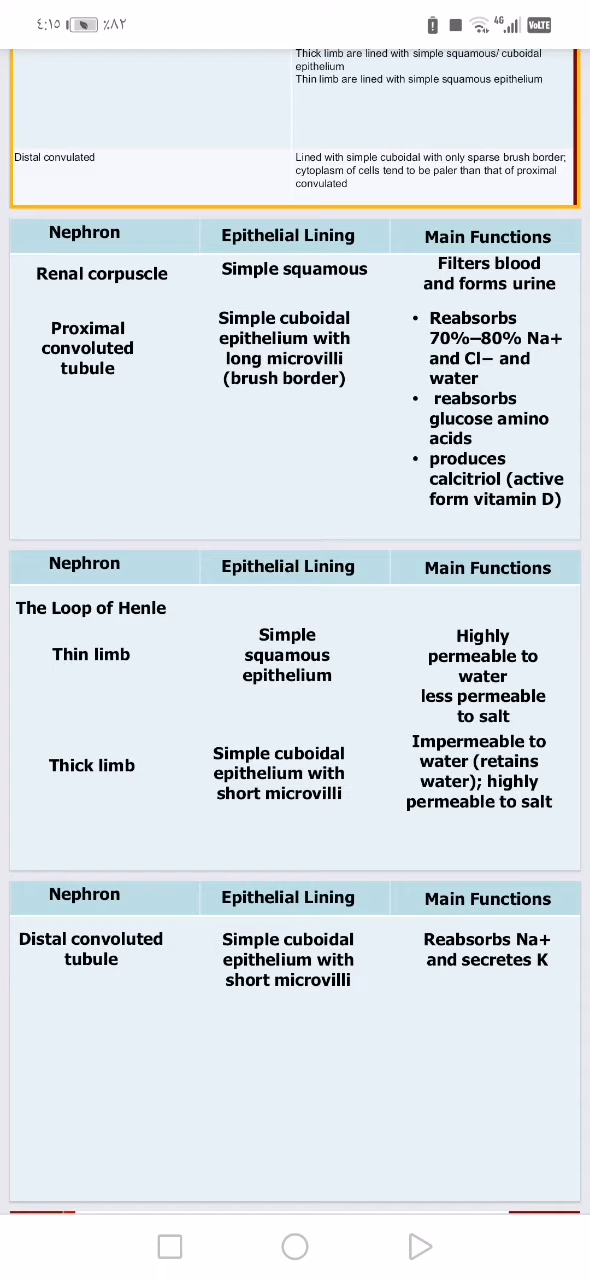 ٤:١٥
٪٨٢
4G
VoLTE
Thick limb are lined with simple squamous/ cuboidal
epithelium
Thin limb are lined with simple squamous epithelium
Distal convulated
Lined with simple cuboidal with only sparse brush border;
cytoplasm of cells tend to be paler than that of proximal
convulated
Nephron
Epithelial Lining
Main Functions
Renal corpuscle
Simple squamous
Filters blood
and forms urine
Proximal
convoluted
tubule
Simple cuboidal
epithelium with
long microvilli
(brush border)
• Reabsorbs
70%–80% Na+
and Cl− and
water
• reabsorbs
glucose amino
acids
• produces
calcitriol (active
form vitamin D)
Nephron
Epithelial Lining
Main Functions
The Loop of Henle
Thin limb
Simple
squamous
epithelium
Highly
permeable to
water
less permeable
to salt
Thick limb
Simple cuboidal
epithelium with
short microvilli
Impermeable to
water (retains
water); highly
permeable to salt
Nephron
Epithelial Lining
Main Functions
Distal convoluted
tubule
Simple cuboidal
epithelium with
short microvilli
Reabsorbs Na+
and secretes K